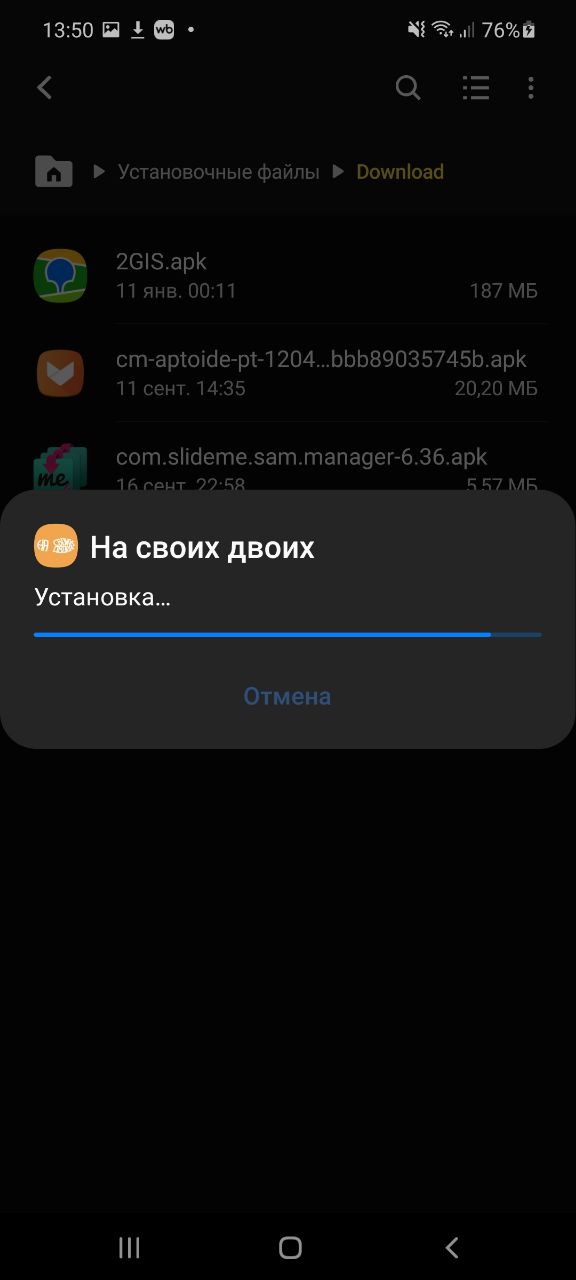 13:50 wb 76%
Установочные файлы Download
2GIS.apk
11 янв. 00:11 187 МБ
cm-aptoide-pt-1204...bbb89035745b.apk
11 сент. 14:35 20,20 МБ
me
com.slideme.sam.manager-6.36.apk
16 сент. 22:58 5,57 МБ
На своих двоих
Установка...
Отмена